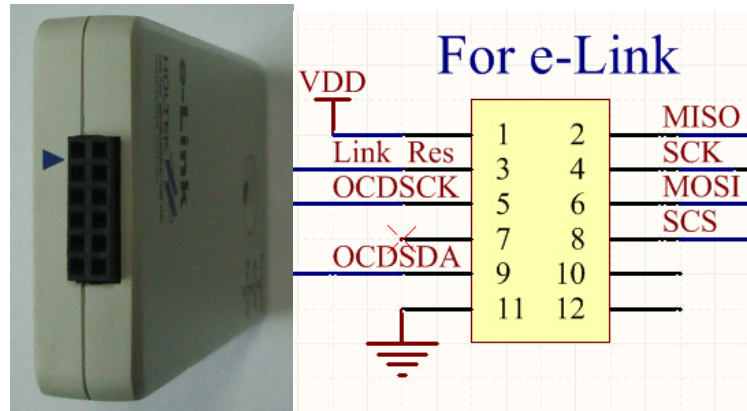 e-Link
HOLTEK
For e-Link
VDD
1 2 MISO
Link Res 3 4 SCK
OCDSCK 5 6 MOSI
7 8 SCS
OCDSDA 9 10
11 12